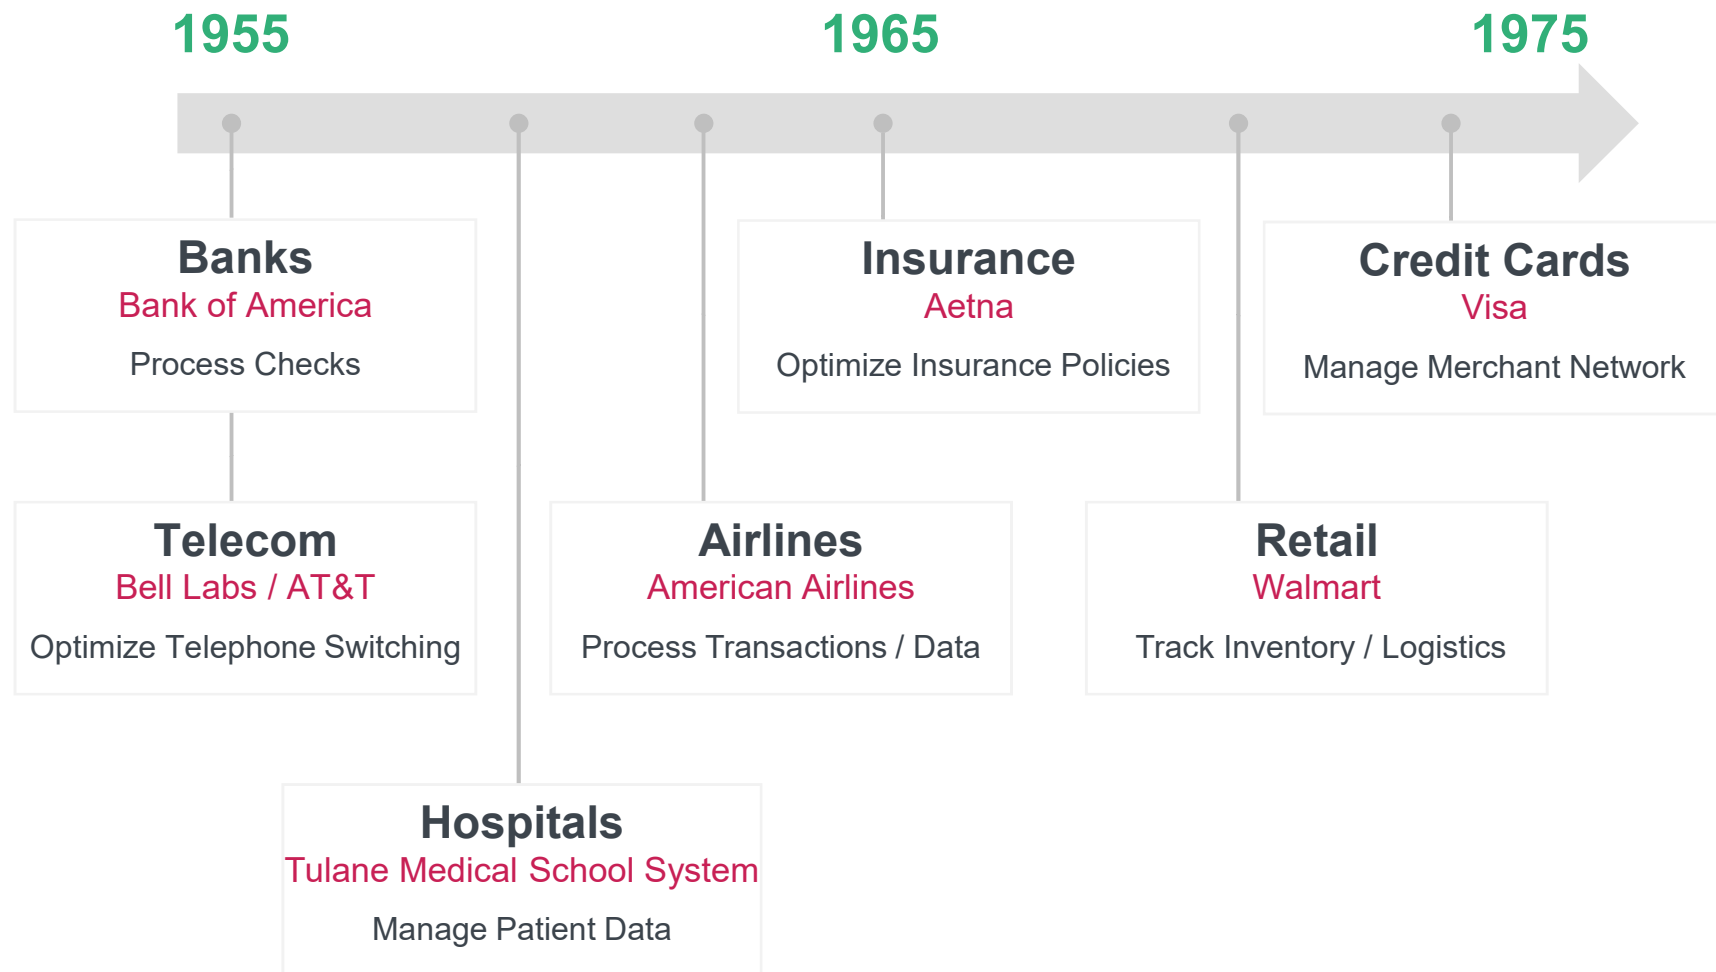 1955
1965
1975
Banks
Bank of America
Process Checks
Insurance
Aetna
Optimize Insurance Policies
Credit Cards
Visa
Manage Merchant Network
Telecom
Bell Labs / AT&T
Optimize Telephone Switching
Airlines
American Airlines
Process Transactions / Data
Retail
Walmart
Track Inventory / Logistics
Hospitals
Tulane Medical School System
Manage Patient Data